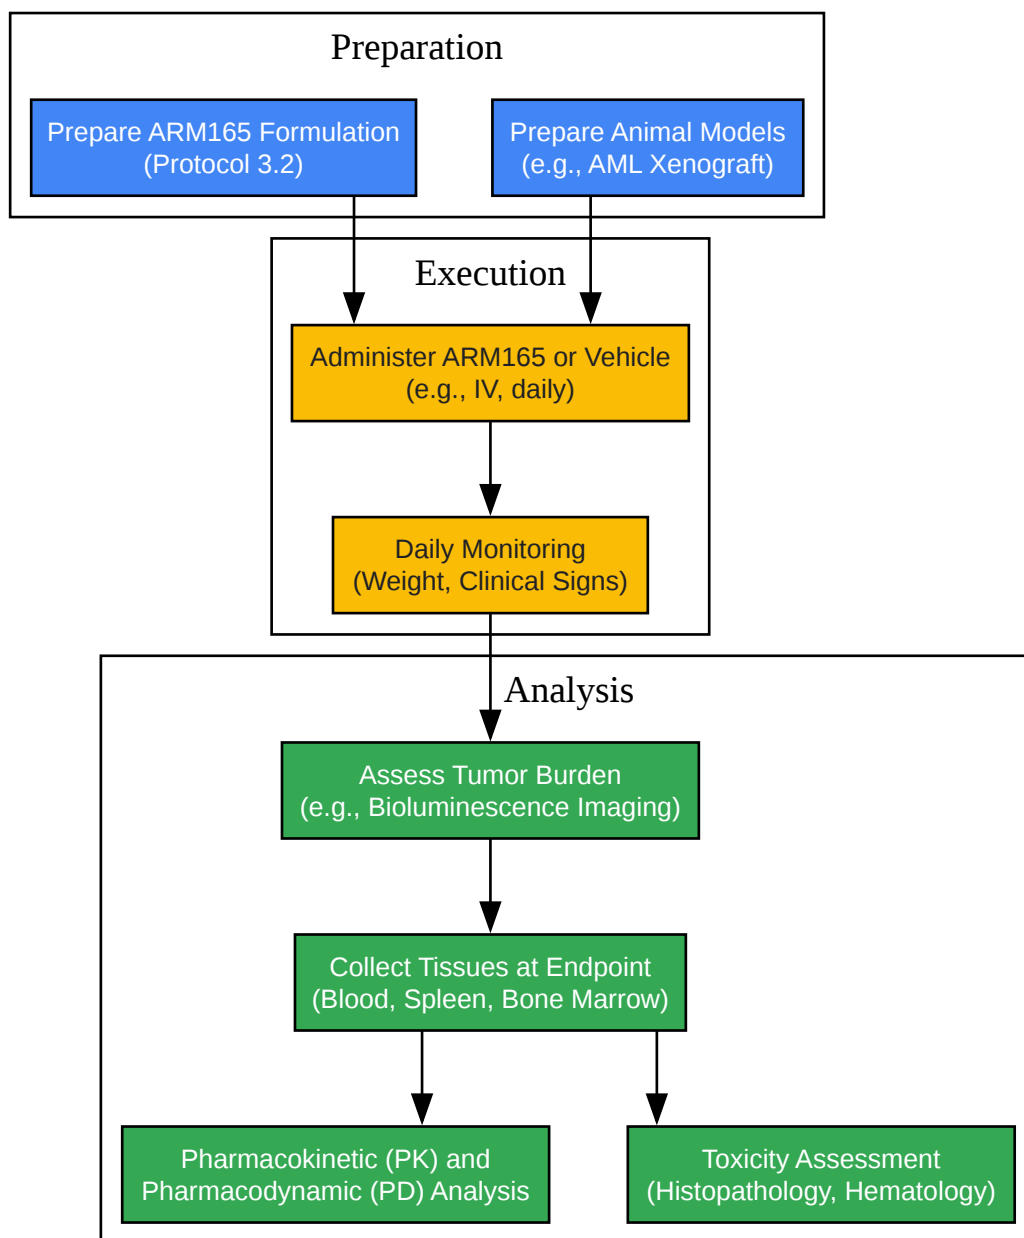 Preparation
Prepare ARM165 Formulation
(Protocol 3.2)
Prepare Animal Models
(e.g., AML Xenograft)
Execution
Administer ARM165 or Vehicle
(e.g., IV, daily)
Daily Monitoring
(Weight, Clinical Signs)
Analysis
Assess Tumor Burden
(e.g., Bioluminescence Imaging)
Collect Tissues at Endpoint
(Blood, Spleen, Bone Marrow)
Pharmacokinetic (PK) and
Pharmacodynamic (PD) Analysis
Toxicity Assessment
(Histopathology, Hematology)